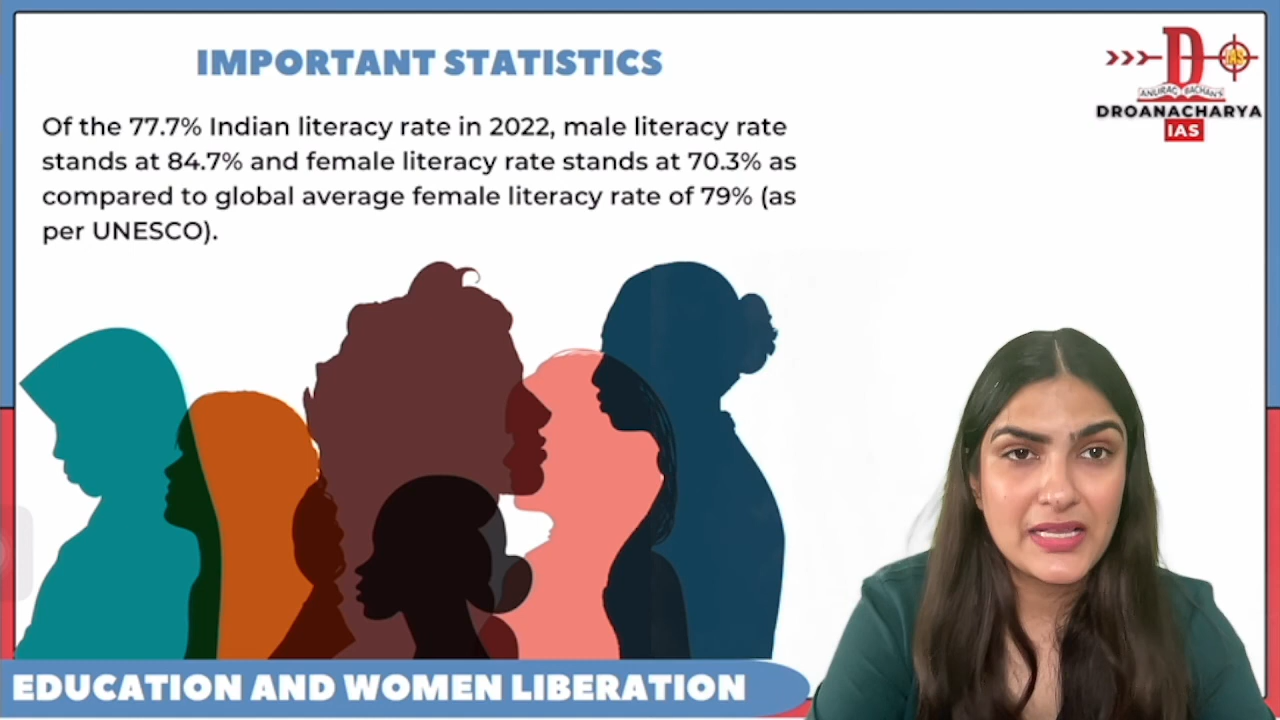 IMPORTANT STATISTICS
Of the 77.7% Indian literacy rate in 2022, male literacy rate
stands at 84.7% and female literacy rate stands at 70.3% as
compared to global average female literacy rate of 79% (as
per UNESCO).
D
IAS
ANURAG BACHAN'S
DROANACHARYA
IAS
EDUCATION AND WOMEN LIBERATION